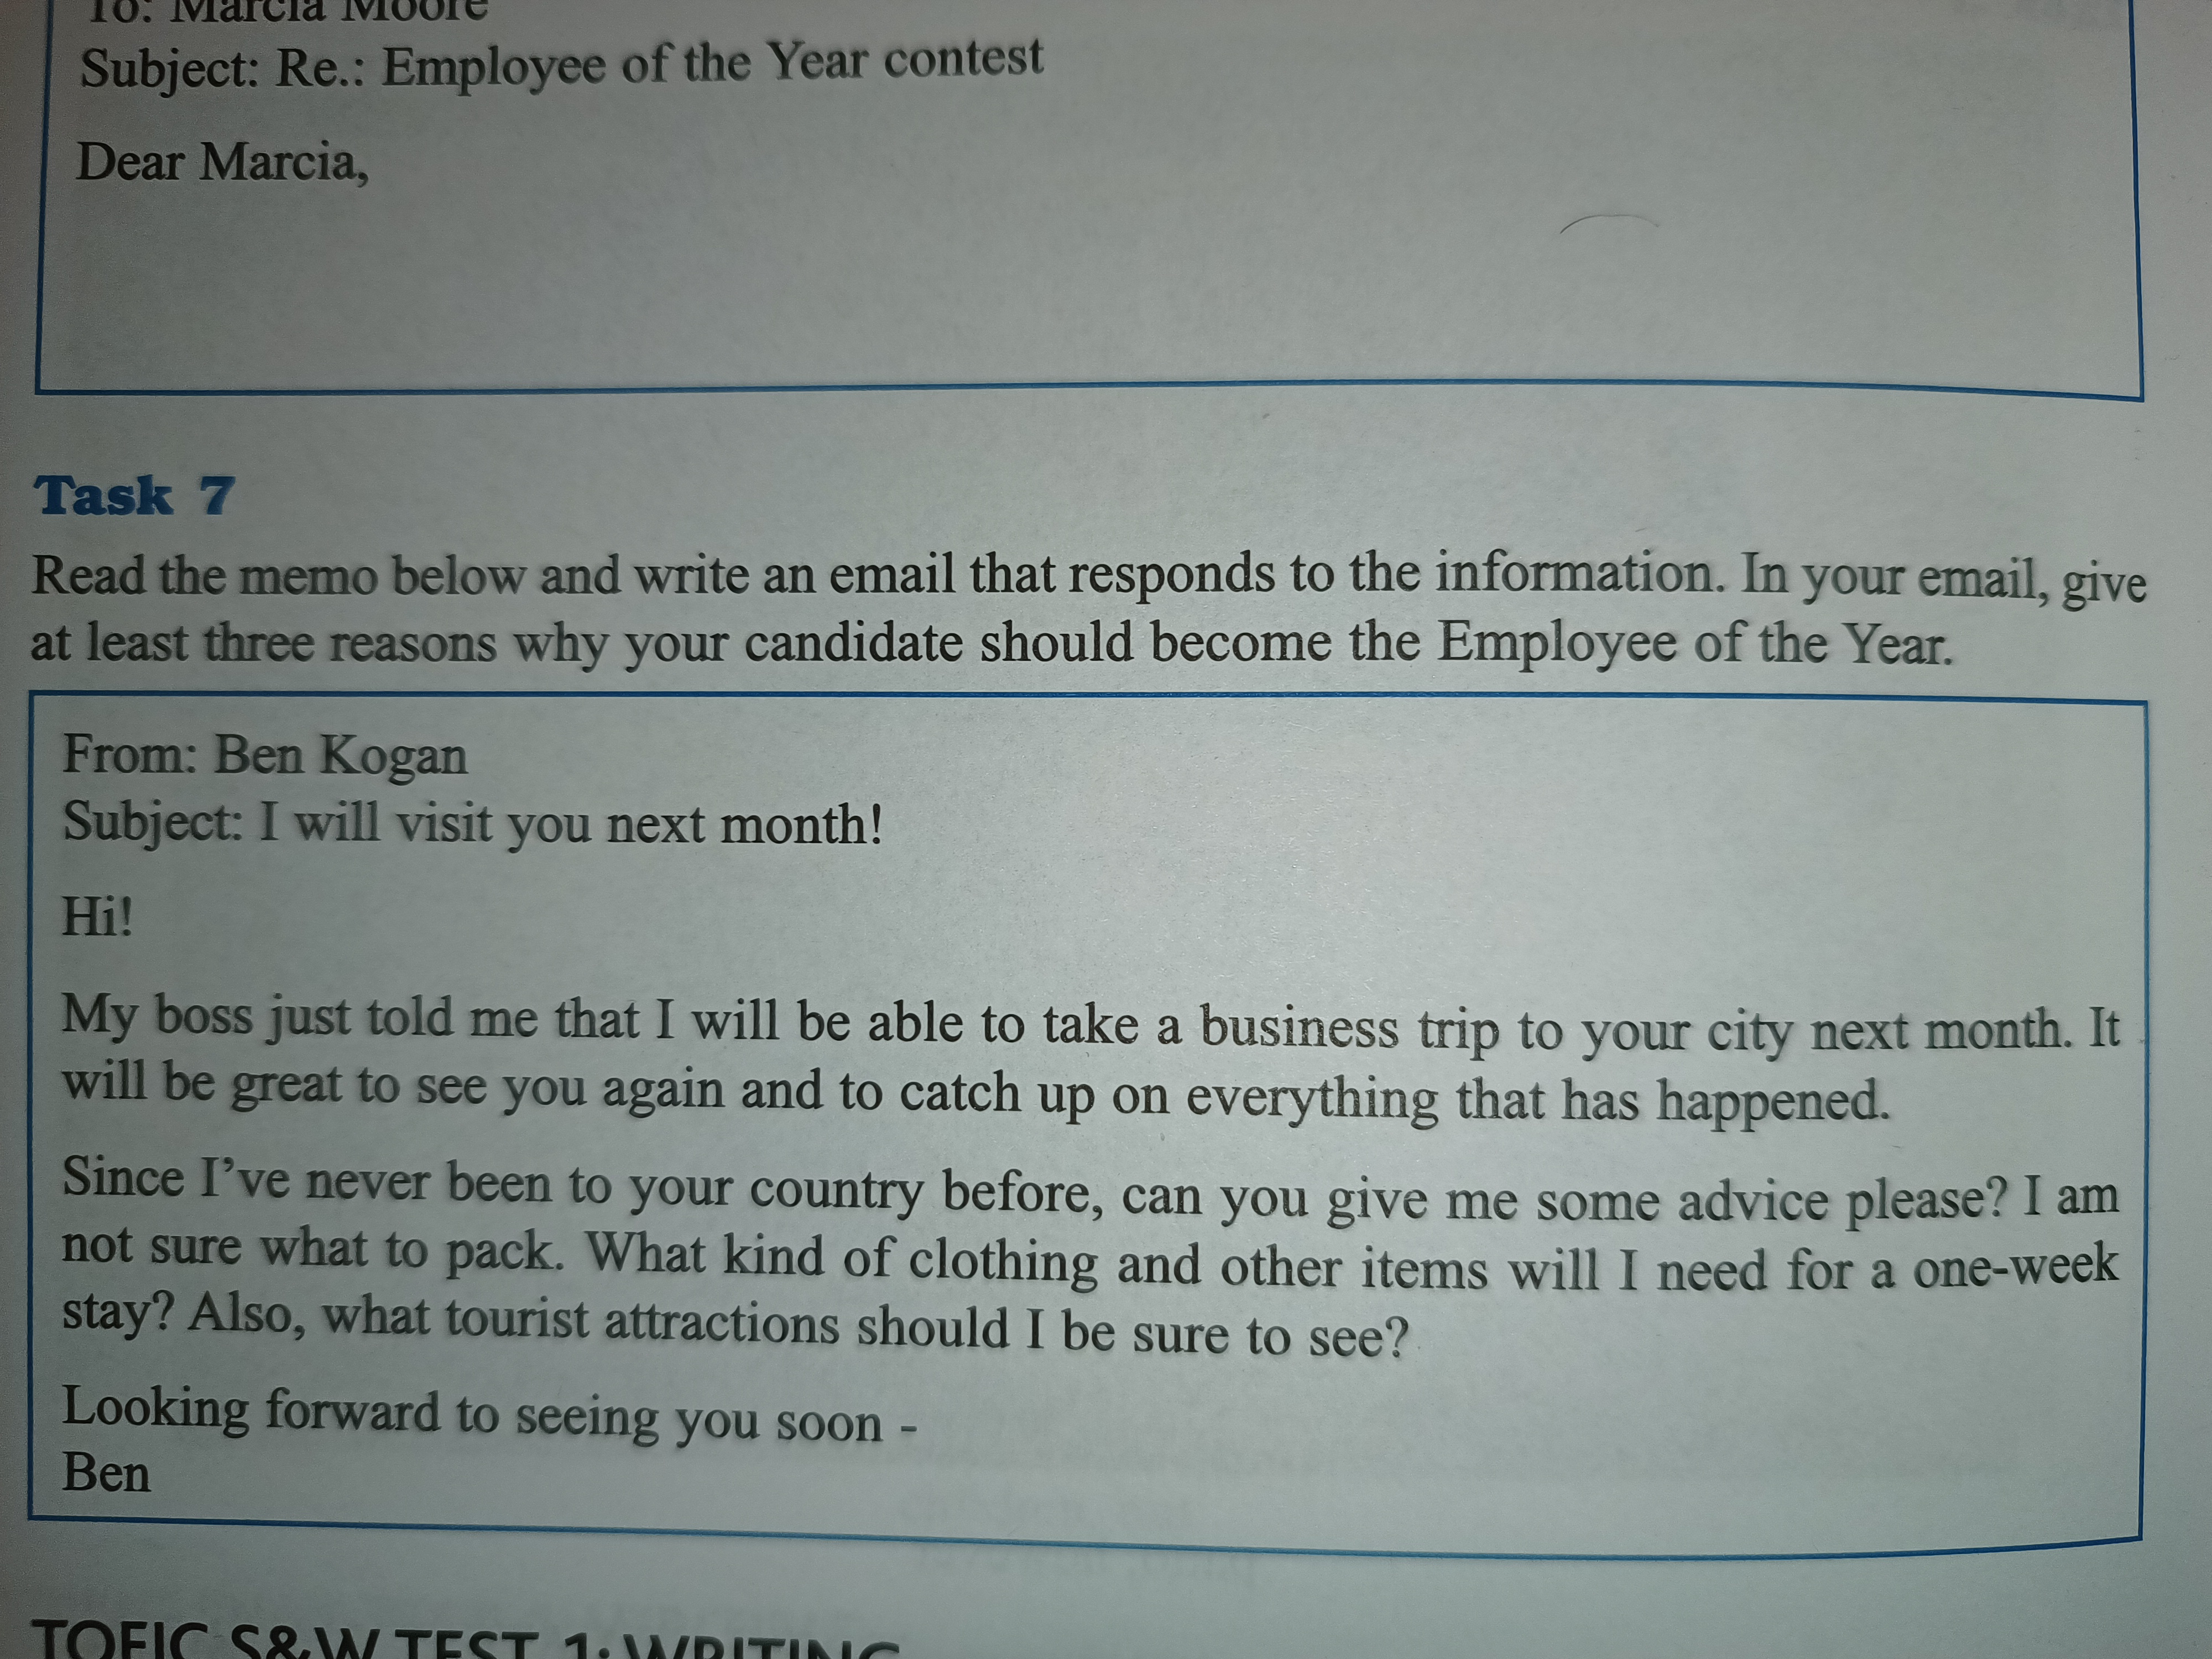 To: Marcia Moore
Subject: Re.: Employee of the Year contest
Dear Marcia,
Task 7
Read the memo below and write an email that responds to the information. In your email, give
at least three reasons why your candidate should become the Employee of the Year.
From: Ben Kogan
Subject: I will visit you next month!
Hi!
My boss just told me that I will be able to take a business trip to your city next month. It
will be great to see you again and to catch up on everything that has happened.
Since I've never been to your country before, can you give me some advice please? I am
not sure what to pack. What kind of clothing and other items will I need for a one-week
stay? Also, what tourist attractions should I be sure to see?
Looking forward to seeing you soon -
Ben
TOEIC S&W TEST 1: WRITING